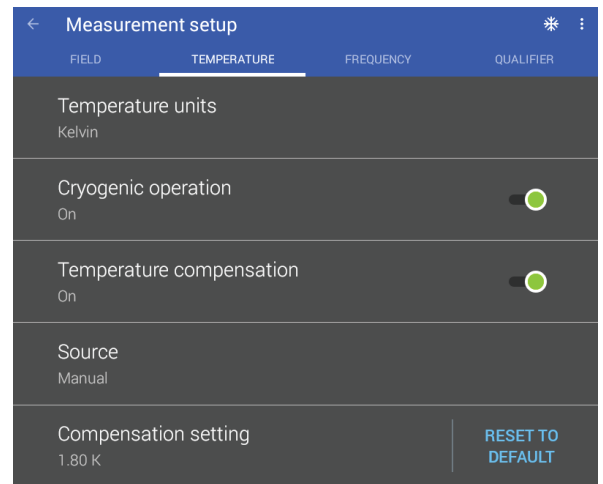 Measurement setup
FIELD TEMPERATURE FREQUENCY QUALIFIER
Temperature units
Kelvin
Cryogenic operation
On
Temperature compensation
On
Source
Manual
Compensation setting
1.80 K
RESET TO
DEFAULT